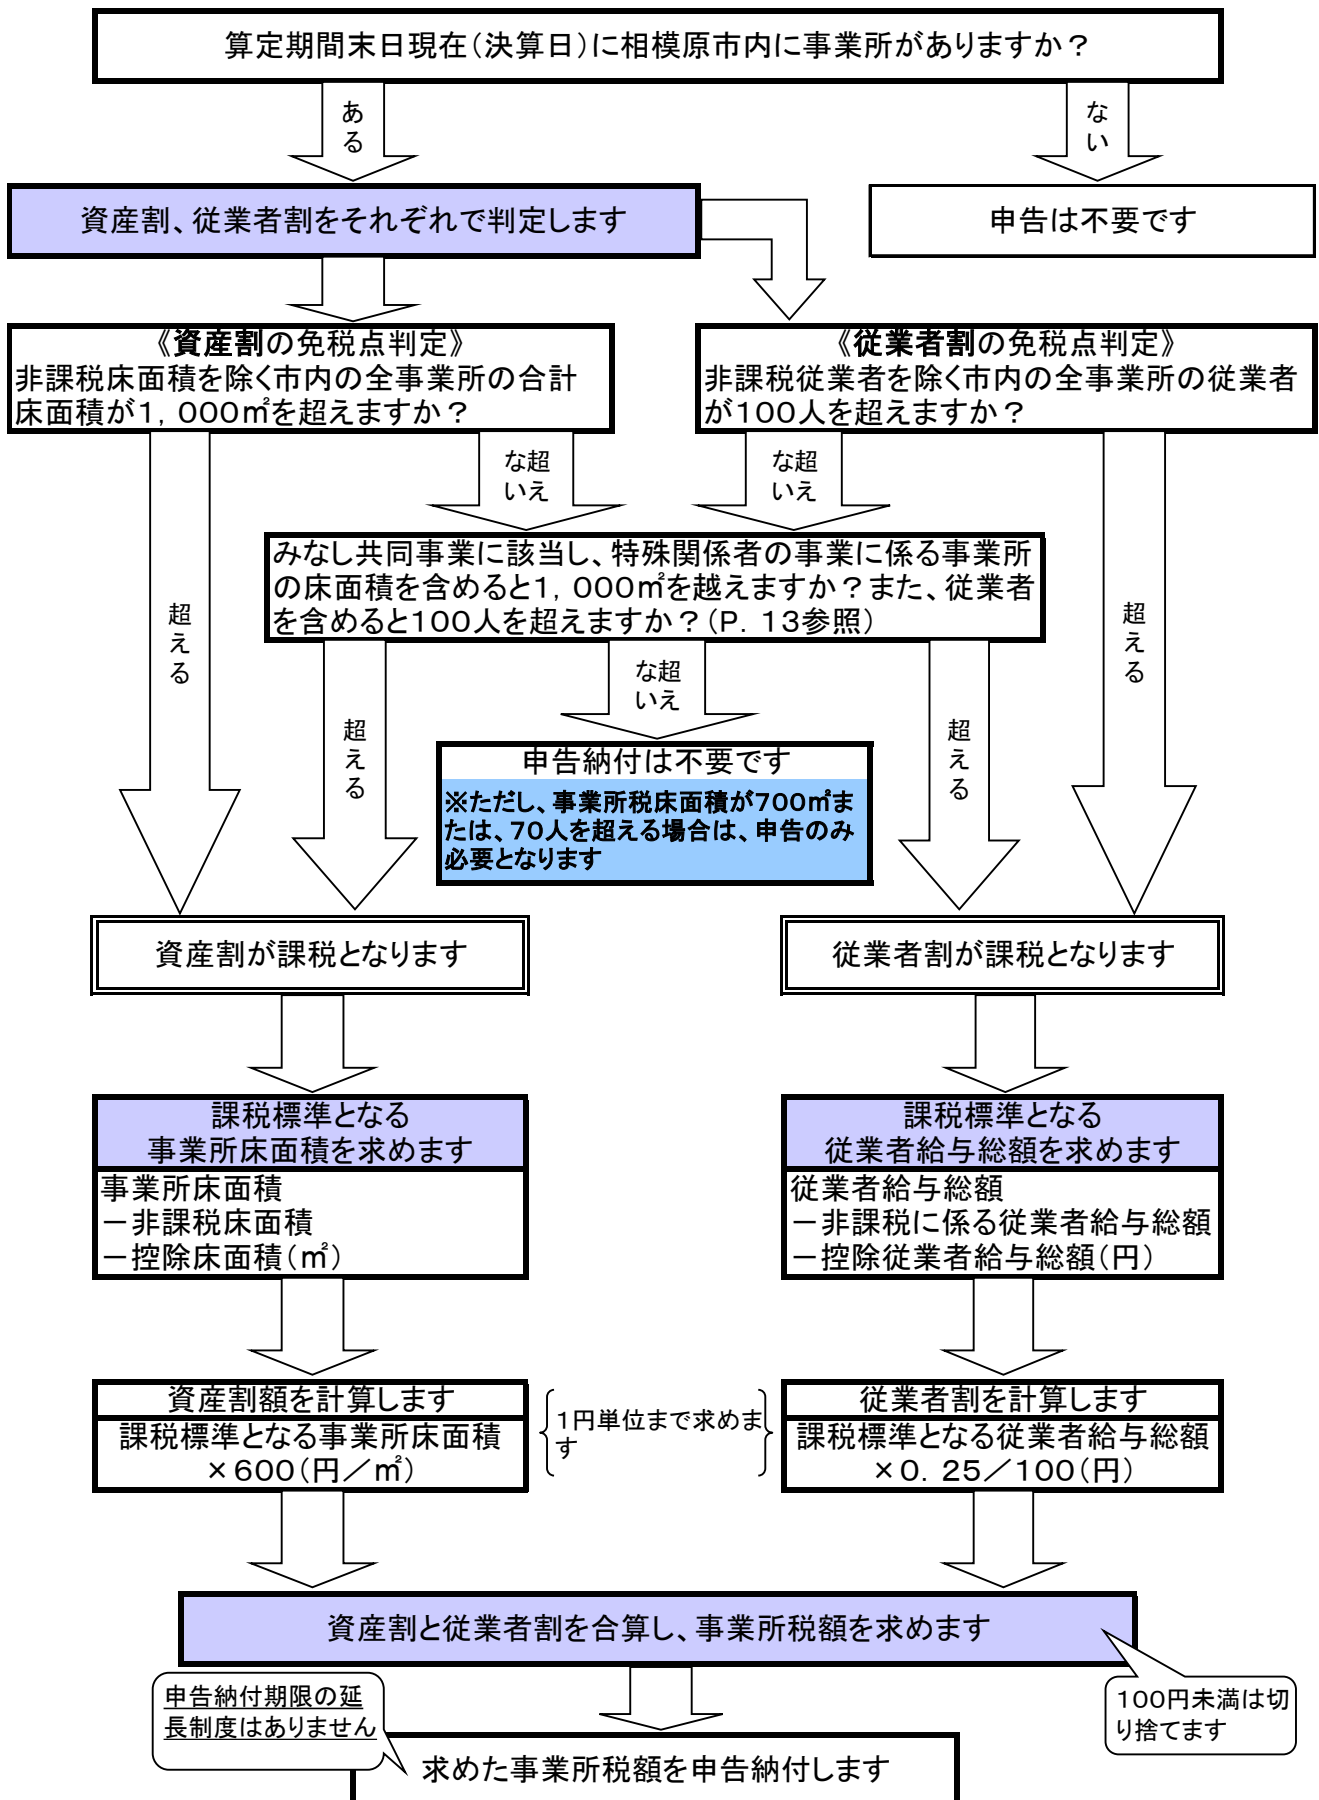 算定期間末日現在（決算日）に相模原市内に事業所がありますか？
ある
ない
資産割、従業者割をそれぞれで判定します
申告は不要です
《資産割の免税点判定》
非課税床面積を除く市内の全事業所の合計
床面積が１，０００㎡を超えますか？
《従業者割の免税点判定》
非課税従業者を除く市内の全事業所の従業者
が１００人を超えますか？
超えない
超えない
みなし共同事業に該当し、特殊関係者の事業に係る事業所
の床面積を含めると１，０００㎡を越えますか？また、従業者
を含めると１００人を超えますか？（Ｐ．１３参照）
超える
超える
超えない
超える
超える
申告納付は不要です
※ただし、事業所税床面積が７００㎡ま
たは、７０人を超える場合は、申告のみ
必要となります
資産割が課税となります
従業者割が課税となります
課税標準となる
事業所床面積を求めます
事業所床面積
－非課税床面積
－控除床面積（㎡）
課税標準となる
従業者給与総額を求めます
従業者給与総額
－非課税に係る従業者給与総額
－控除従業者給与総額（円）
資産割額を計算します
課税標準となる事業所床面積
×６００（円／㎡）
１円単位まで求めま
す
従業者割を計算します
課税標準となる従業者給与総額
×０．２５／１００（円）
資産割と従業者割を合算し、事業所税額を求めます
申告納付期限の延
長制度はありません
１００円未満は切
り捨てます
求めた事業所税額を申告納付します